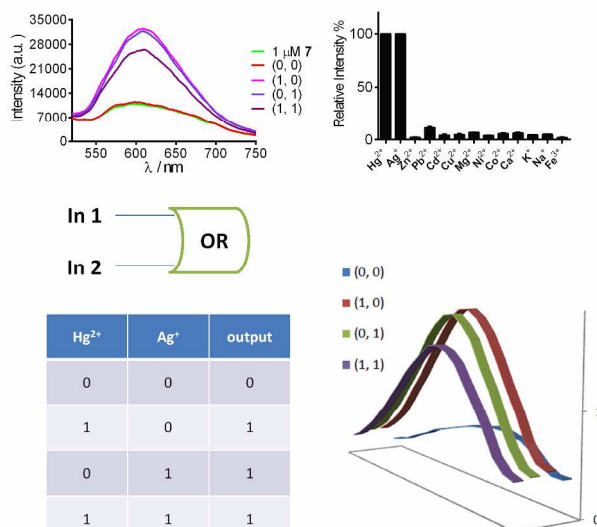 35000
28000
21000
14000
7000
0
Intensity (a.u.)
550 600 650 700 750
λ / nm
1 μM 7
(0, 0)
(1, 0)
(0, 1)
(1, 1)
Relative Intensity %
100
50
0
Hg²⁺ Ag⁺ Zn²⁺ Pb²⁺ Cd²⁺ Cu²⁺ Mg²⁺ Ni²⁺ Co²⁺ Ca²⁺ K⁺ Na⁺ Fe³⁺
In 1
OR
In 2
Hg²⁺ Ag⁺ output
0 0 0
1 0 1
0 1 1
1 1 1
(0, 0)
(1, 0)
(0, 1)
(1, 1)